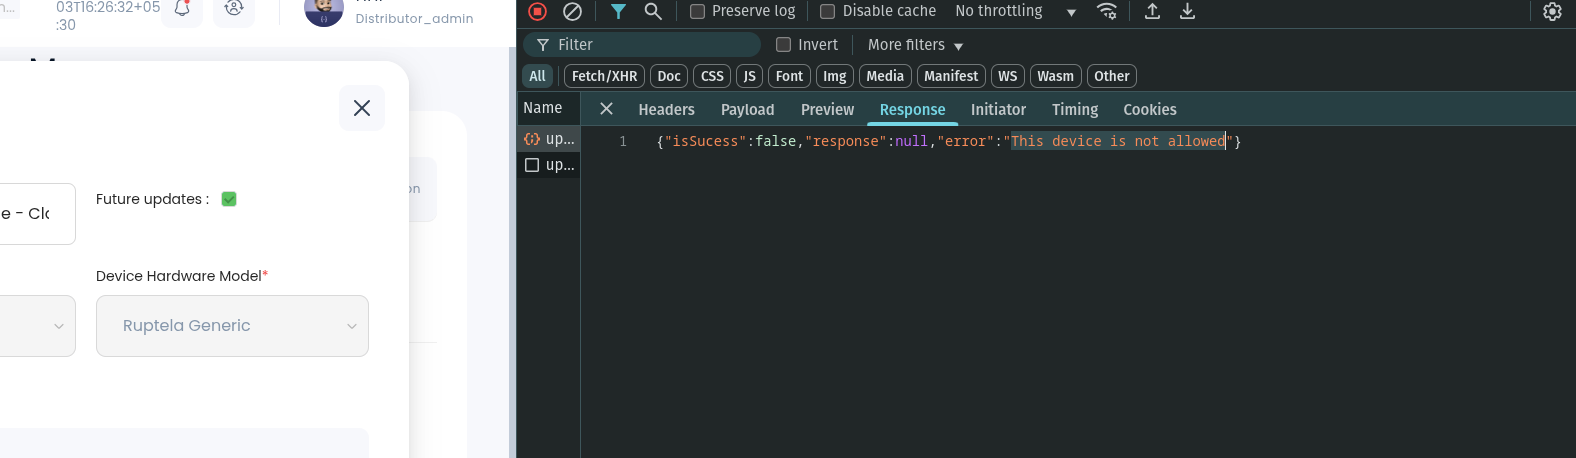 03T16:26:32+05
:30
Distributor_admin
Future updates :
Device Hardware Model*
Ruptela Generic
Preserve log
Disable cache
No throttling
Filter
Invert
More filters
All
Fetch/XHR
Doc
CSS
JS
Font
Img
Media
Manifest
WS
Wasm
Other
Name
Headers
Payload
Preview
Response
Initiator
Timing
Cookies
up...
up...
1 {"isSucess":false,"response":null,"error":"This device is not allowed"}